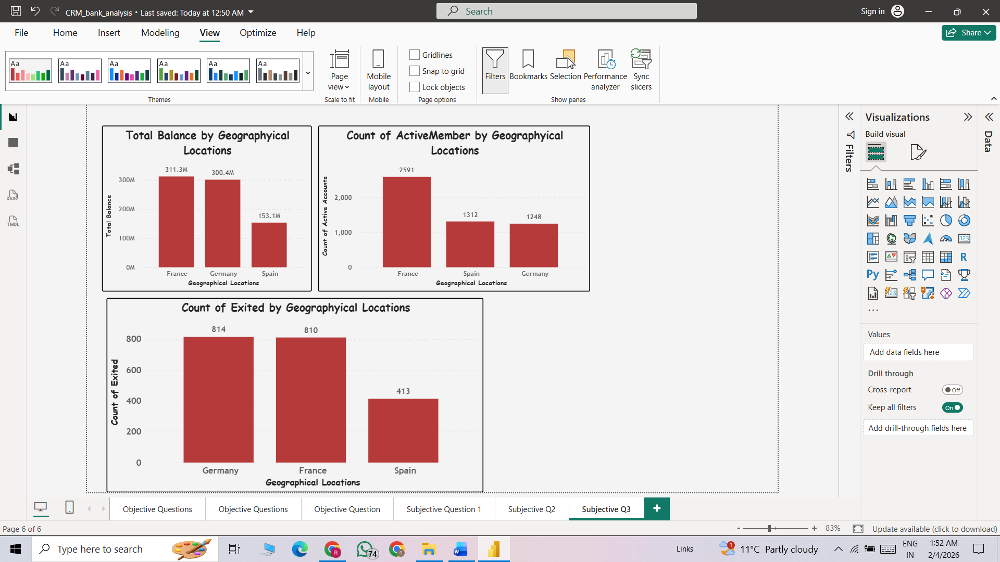 CRM_bank_analysis • Last saved: Today at 12:50 AM
Search
Sign in
File
Home
Insert
Modeling
View
Optimize
Help
Share
Aa
Aa
Aa
Aa
Aa
Aa
Themes
Page view
Scale to fit
Mobile layout
Mobile
Gridlines
Snap to grid
Lock objects
Page options
Filters
Bookmarks
Selection
Performance analyzer
Sync slicers
Show panes
DAX
TMDL
Total Balance by Geographyical
Locations
311.3M
300.4M
153.1M
300M
200M
100M
0M
Total Balance
France
Germany
Spain
Geographical Locations
Count of ActiveMember by Geographyical
Locations
2591
1312
1248
2,000
1,000
0
Count of Active Accounts
France
Spain
Germany
Geographical Locations
Count of Exited by Geographyical Locations
814
810
413
800
600
400
200
0
Count of Exited
Germany
France
Spain
Geographical Locations
Filters
Visualizations
Build visual
123
R
Py
123
...
Values
Add data fields here
Drill through
Cross-report
Off
Keep all filters
On
Add drill-through fields here
Data
Objective Questions
Objective Questions
Objective Question
Subjective Question 1
Subjective Q2
Subjective Q3
+
Page 6 of 6
- + 83%
Update available (click to download)
Type here to search
R
74
S
W
Links
1
11°C Partly cloudy
ENG
IN
1:52 AM
2/4/2026